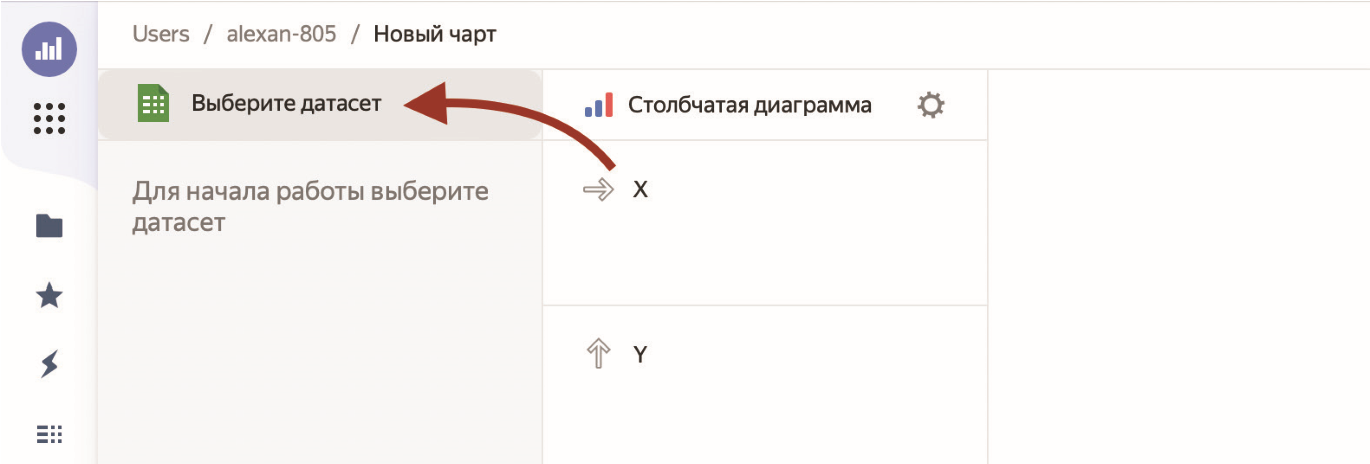 Users / alexan-805 / Новый чарт
Выберите датасет
Столбчатая диаграмма
Для начала работы выберите
датасет
X
Y